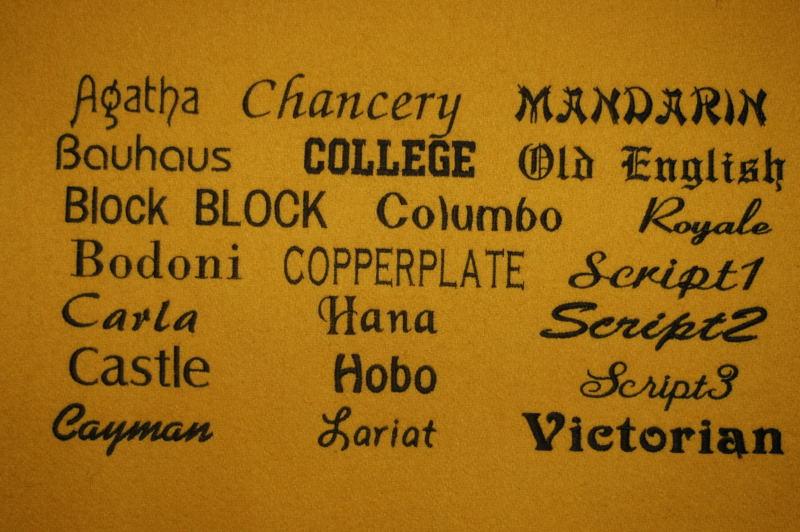 Agatha Chancery MANDARIN
Bauhaus COLLEGE Old English
Block BLOCK Columbo Royale
Bodoni COPPERPLATE Script1
Carla Hana Script2
Castle Hobo Script3
Cayman Lariat Victorian